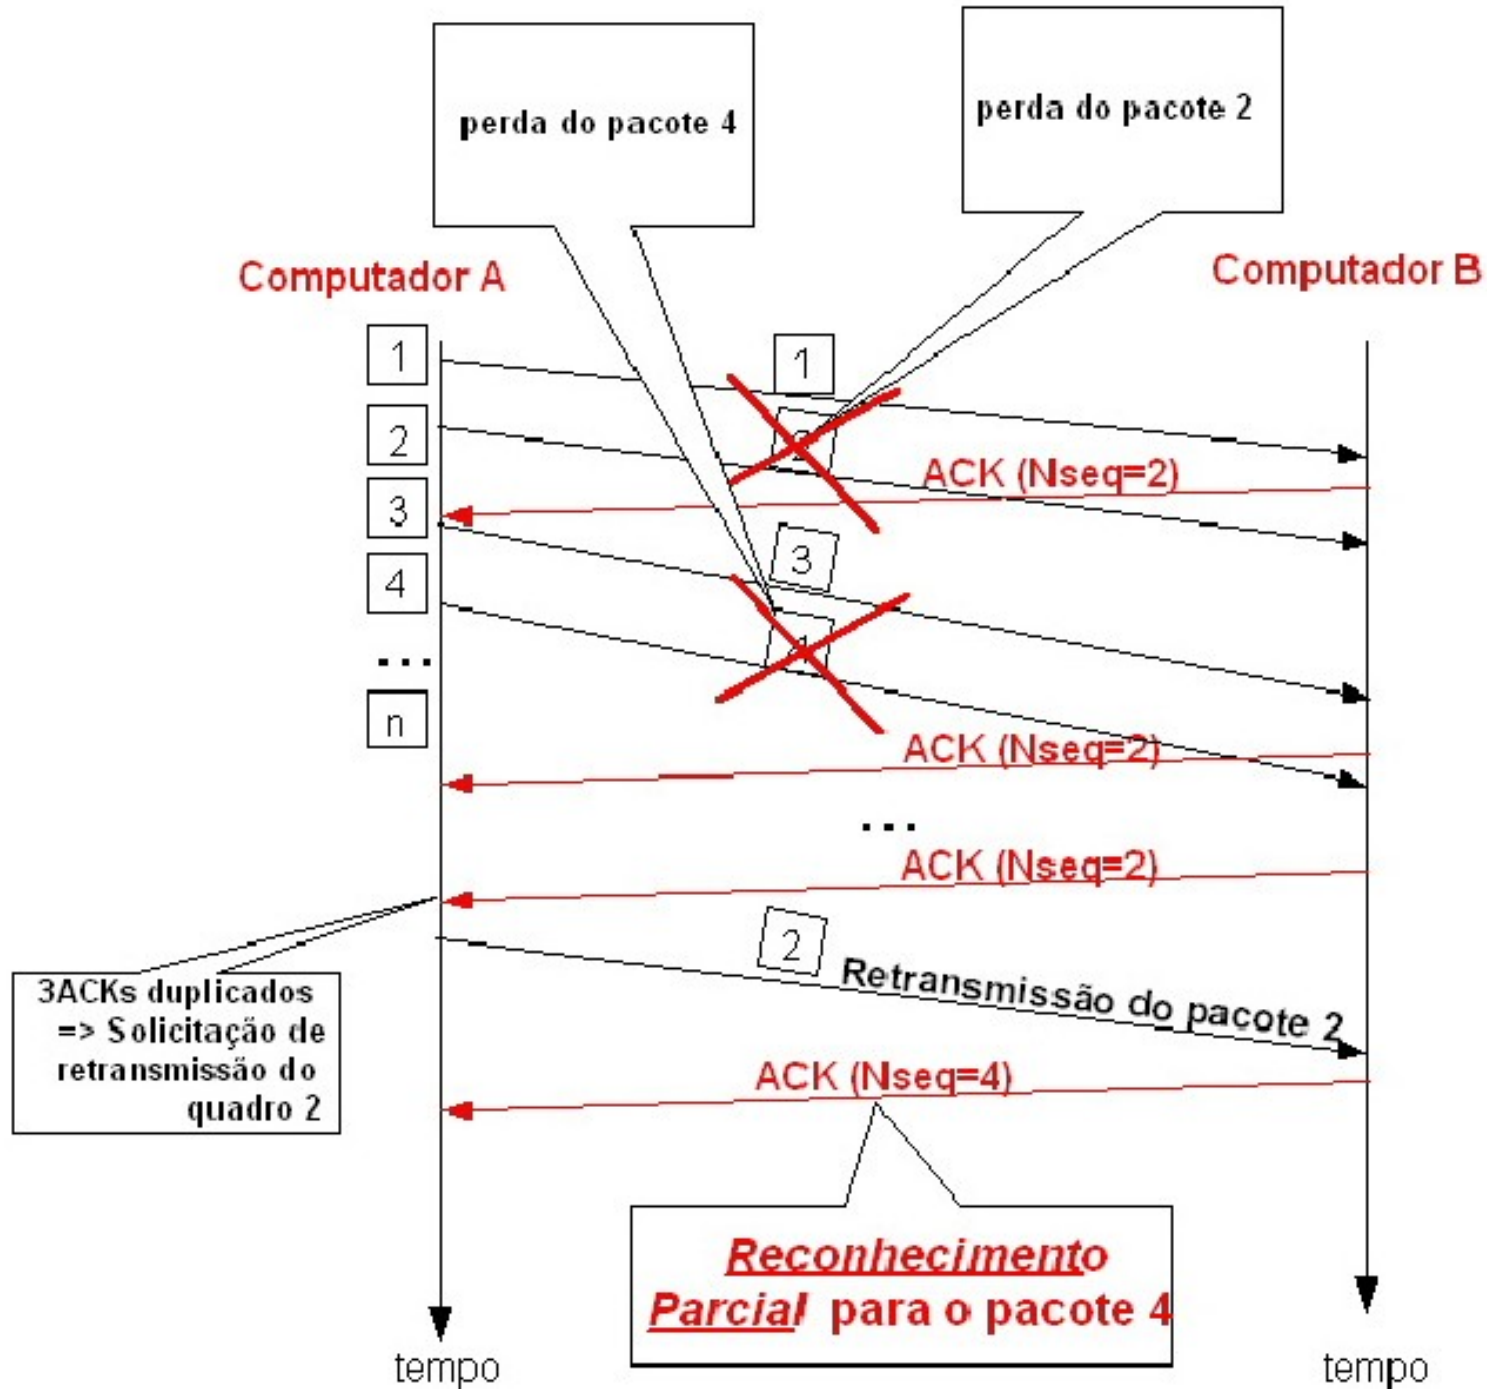 perda do pacote 4
perda do pacote 2
Computador A
Computador B
1
1
2
ACK (Nseq=2)
3
3
4
4
...
n
ACK (Nseq=2)
...
ACK (Nseq=2)
2
Retransmissão do pacote 2
3ACKs duplicados
=> Solicitação de
retransmissão do
quadro 2
ACK (Nseq=4)
Reconhecimento
Parcial para o pacote 4
tempo
tempo